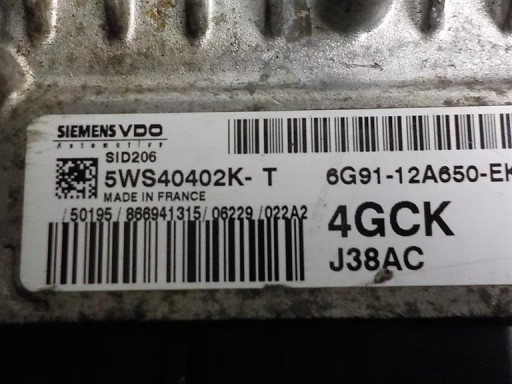 SIEMENS VDO
Automotive
SID206
5WS40402K- T
6G91-12A650-EK
MADE IN FRANCE
/50195/866941315/06229/022A2
4GCK
J38AC